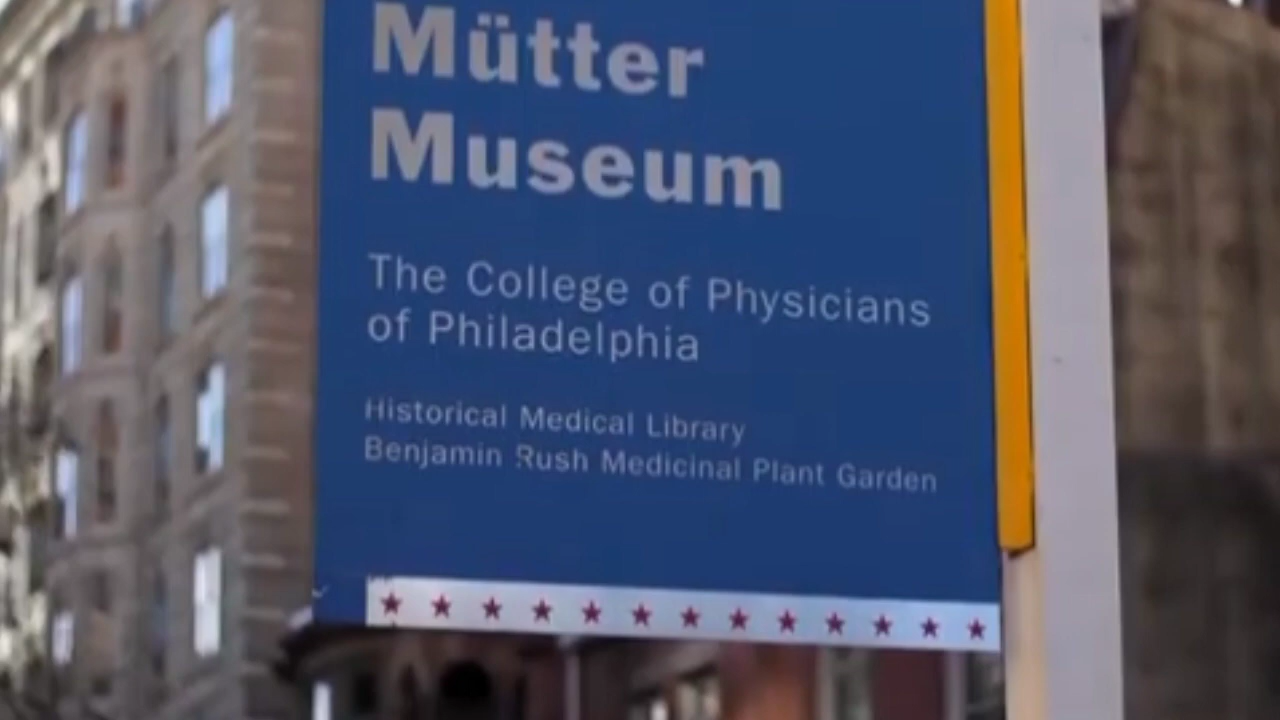 Mütter
Museum
The College of Physicians
of Philadelphia
Historical Medical Library
Benjamin Rush Medicinal Plant Garden